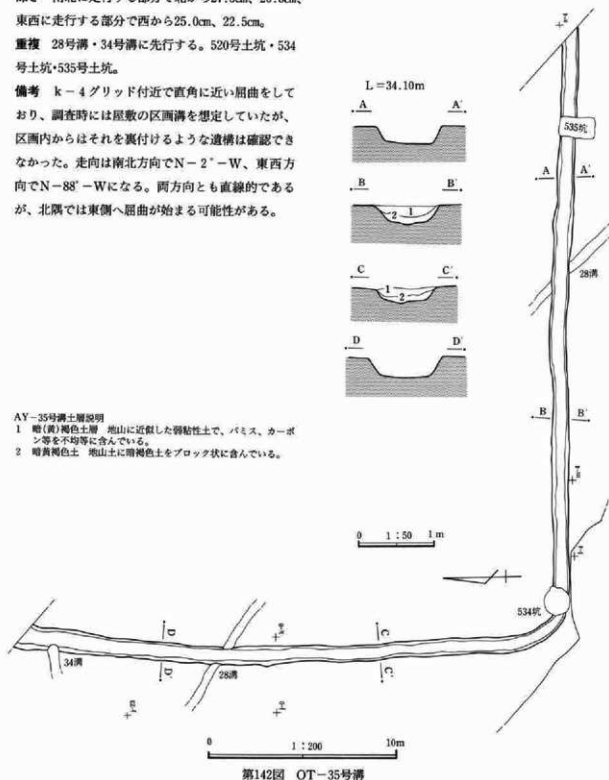 東西に走行する部分で西から25.0cm、22.5cm。
重複 28号溝・34号溝に先行する。520号土坑・534
号土坑・535号土坑。
備考 k－4グリッド付近で直角に近い屈曲をして
おり、調査時には屋敷の区画溝を想定していたが、
区画内からはそれを裏付けるような遺構は確認でき
なかった。走向は南北方向でN－2°－W、東西方
向でN－88°－Wになる。両方向とも直線的である
が、北隅では東側へ屈曲が始まる可能性がある。
L＝34.10m
A A′
B B′
1
2
C C′
1
2
D D′
AY－35号溝土層説明
1 暗(黄)褐色土層 地山に近似した弱粘性土で、パミス、カーボ
ン等を不均等に含んでいる。
2 暗黄褐色土 地山土に暗褐色土をブロック状に含んでいる。
0 1：50 1m
535坑
A A′
28溝
B B′
534坑
D
C
34溝
D′
28溝
C′
0 1：200 10m
第142図 OT－35号溝